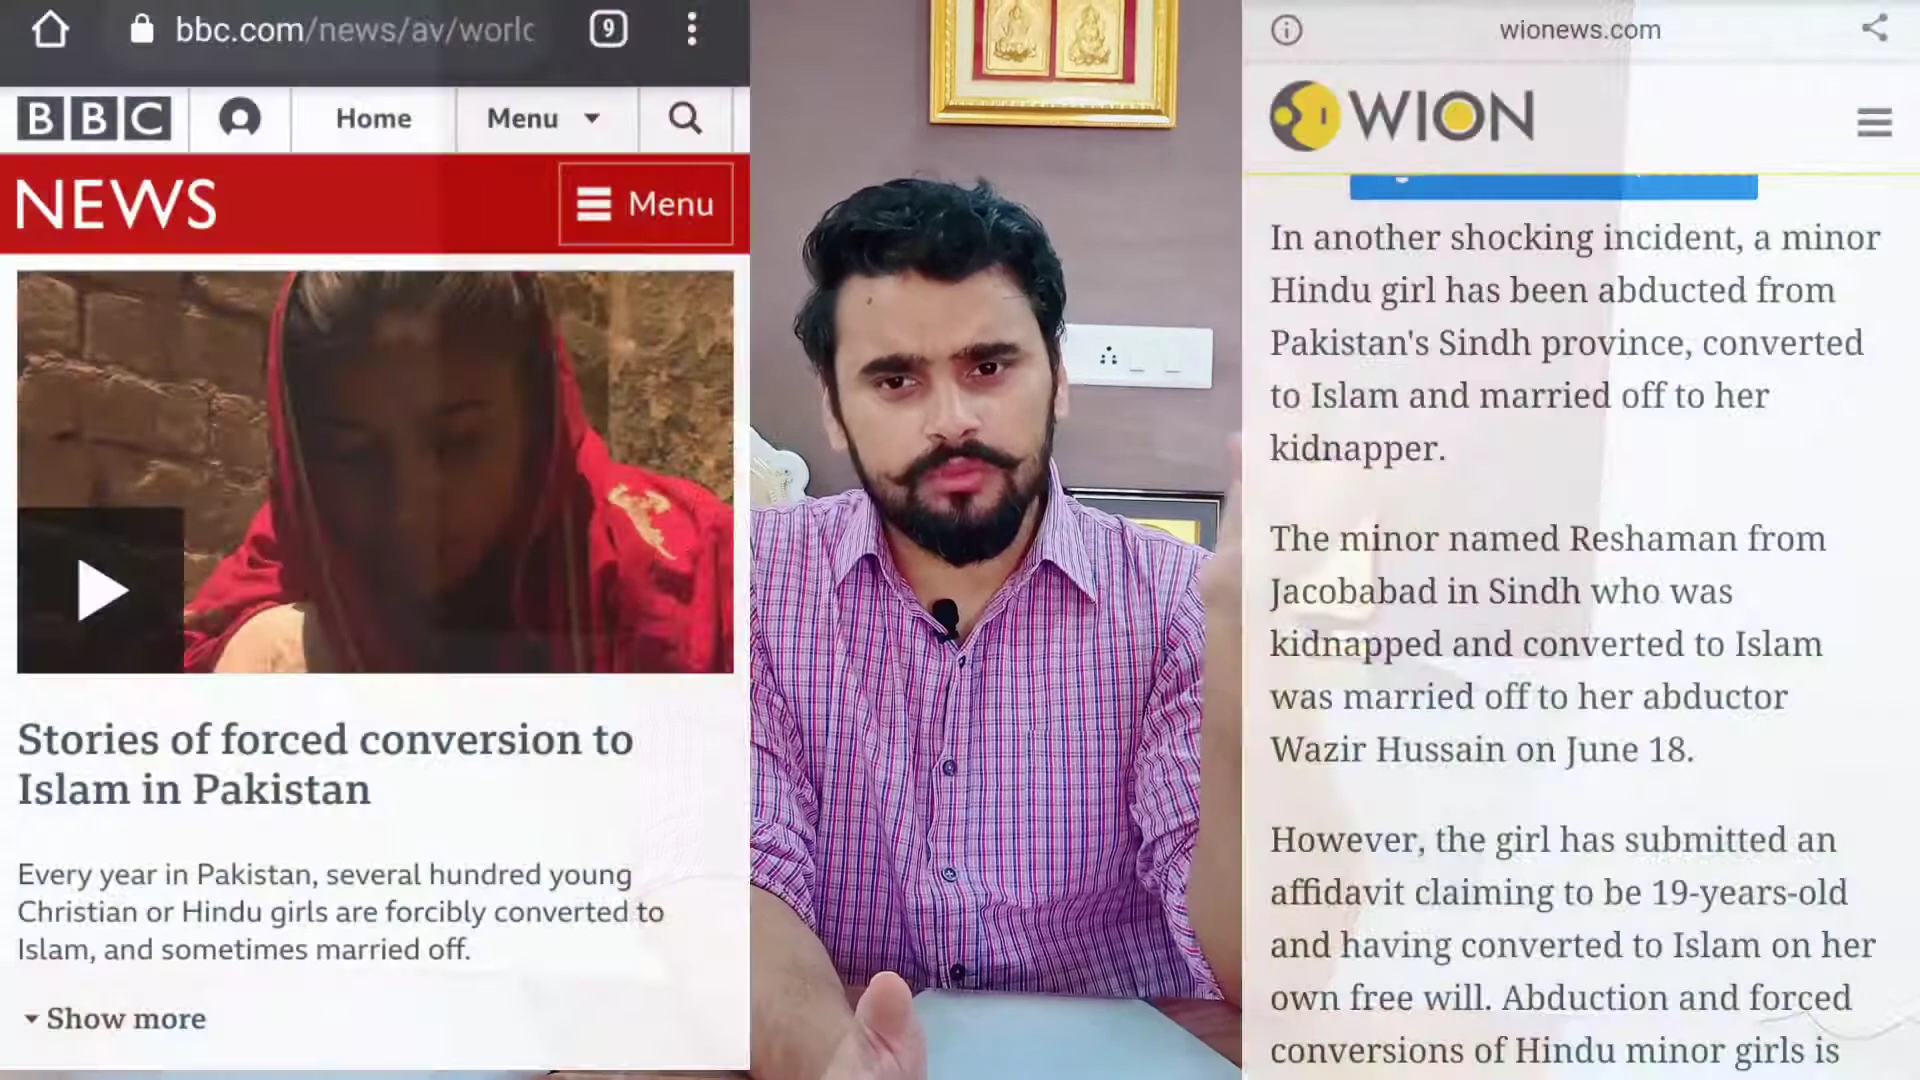 bbc.com/news/av/worlc
9
BBC
Home
Menu
NEWS
Menu
Stories of forced conversion to
Islam in Pakistan
Every year in Pakistan, several hundred young
Christian or Hindu girls are forcibly converted to
Islam, and sometimes married off.
Show more
wionews.com
WION
In another shocking incident, a minor
Hindu girl has been abducted from
Pakistan's Sindh province, converted
to Islam and married off to her
kidnapper.
The minor named Reshaman from
Jacobabad in Sindh who was
kidnapped and converted to Islam
was married off to her abductor
Wazir Hussain on June 18.
However, the girl has submitted an
affidavit claiming to be 19-years-old
and having converted to Islam on her
own free will. Abduction and forced
conversions of Hindu minor girls is